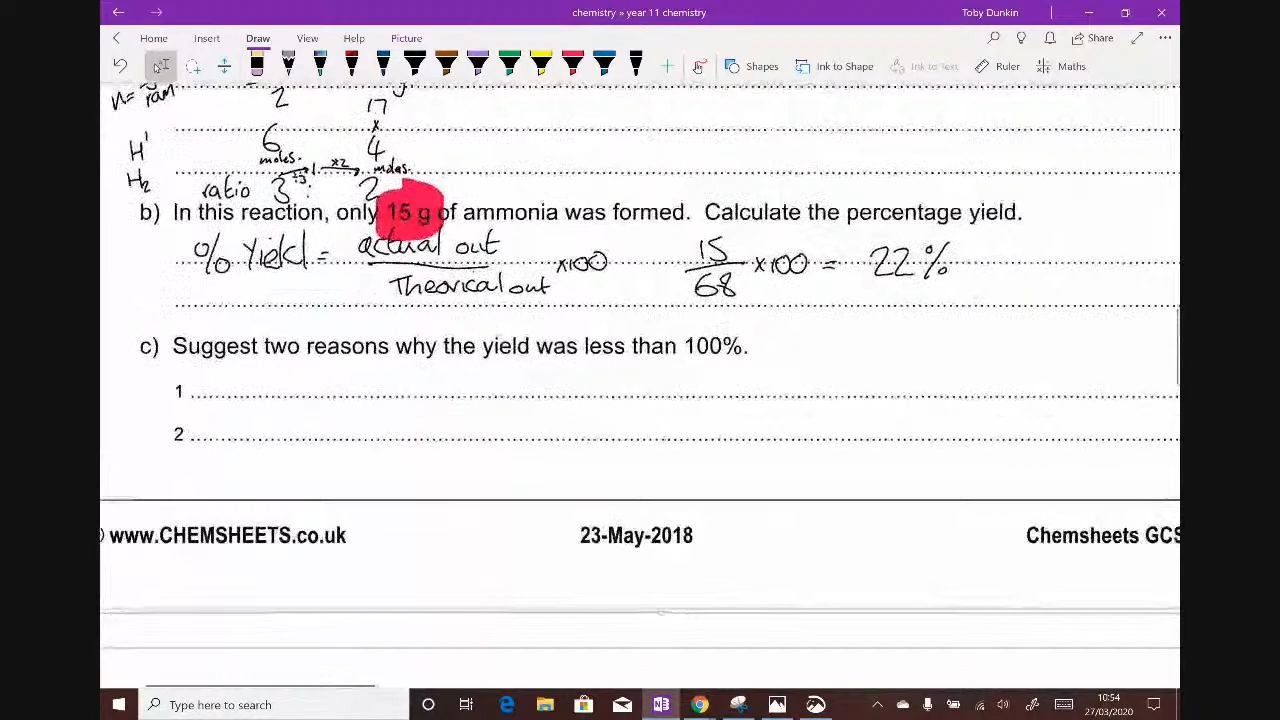 chemistry » year 11 chemistry
Toby Dunkin
Home Insert Draw View Help Picture
Share
Shapes Ink to Shape Ink to Text Ruler Maths
2 17
x
H 6 4
moles. ÷3 1 x2 moles.
H2 ratio 3 : 2
b) In this reaction, only 15 g of ammonia was formed. Calculate the percentage yield.
% Yield = actual out x100 15 x100 = 22%
Theorical out 68
c) Suggest two reasons why the yield was less than 100%.
1
2
www.CHEMSHEETS.co.uk 23-May-2018 Chemsheets GCS
Type here to search
10:54
27/03/2020